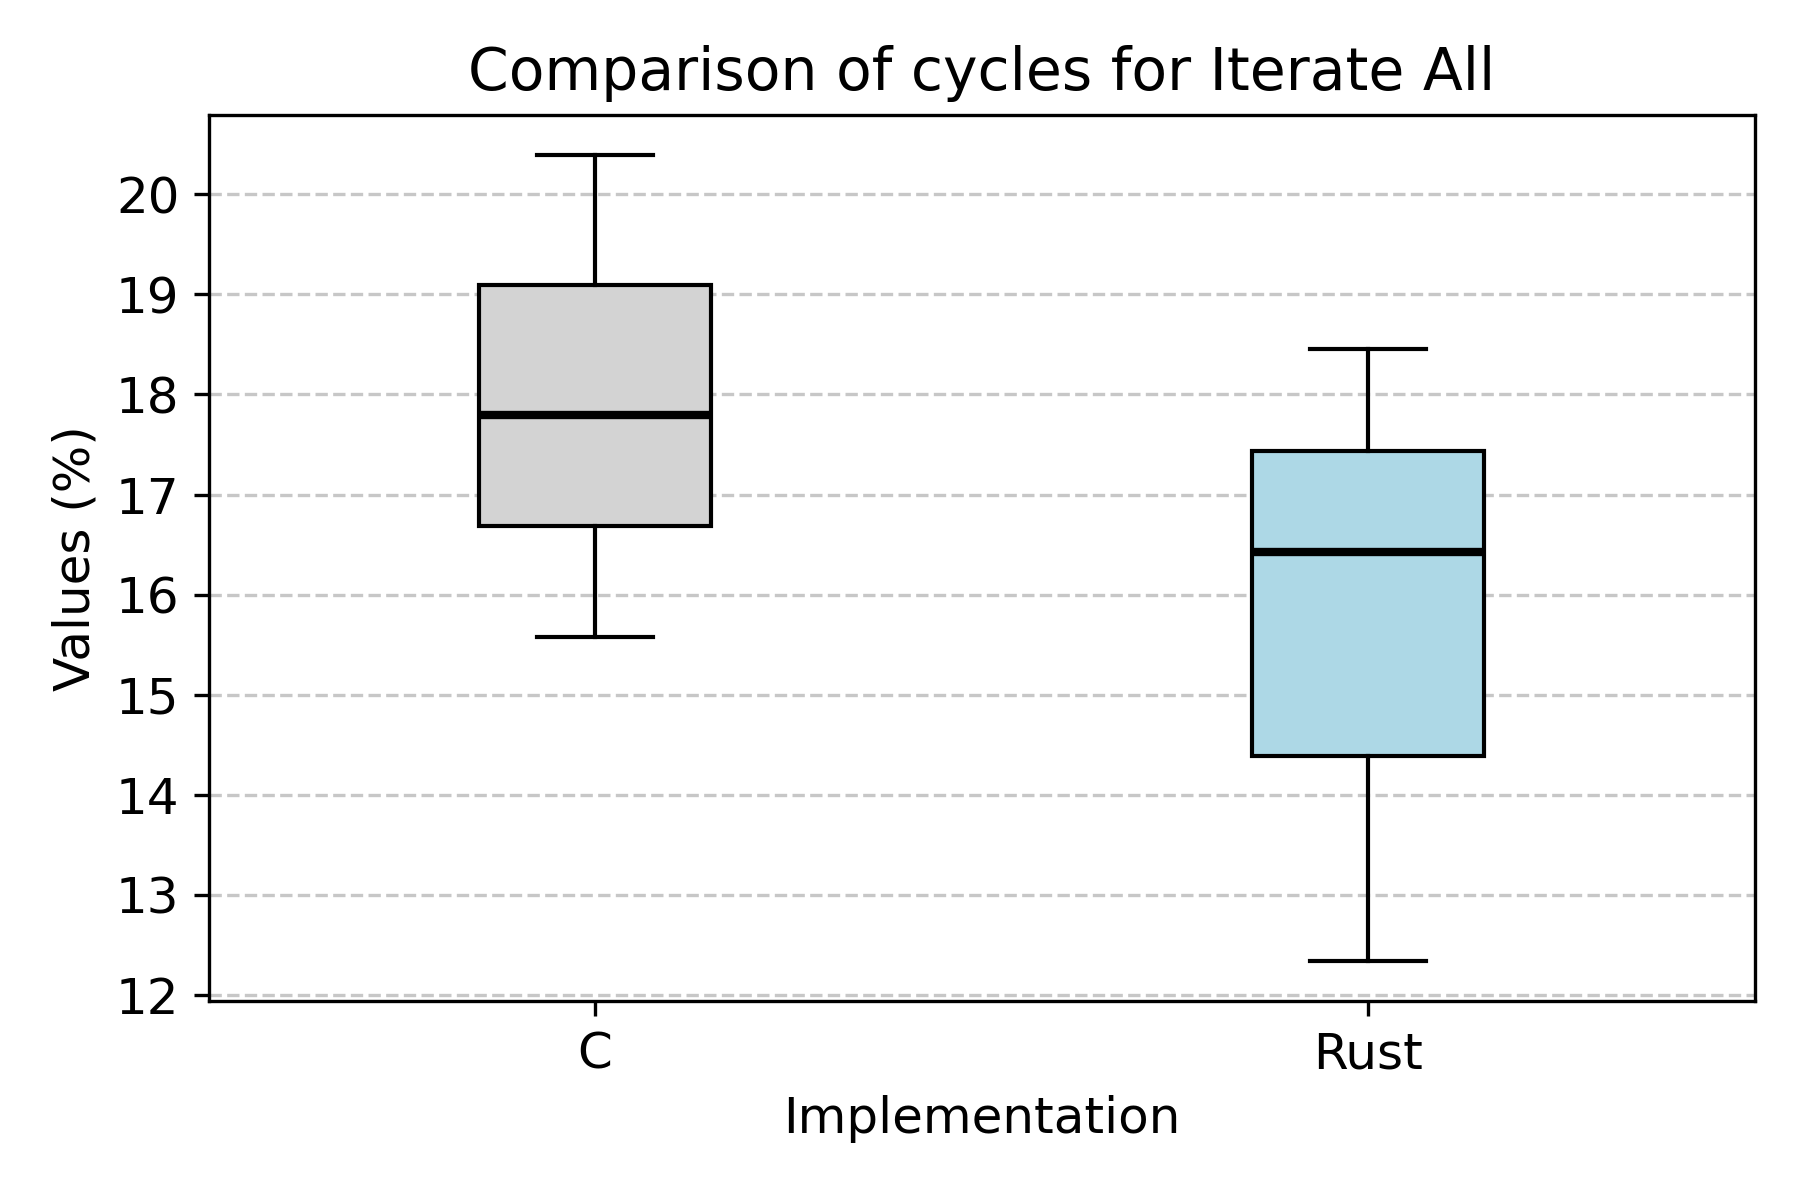 Comparison of cycles for Iterate All
Values (%)
20
19
18
17
16
15
14
13
12
C
Rust
Implementation